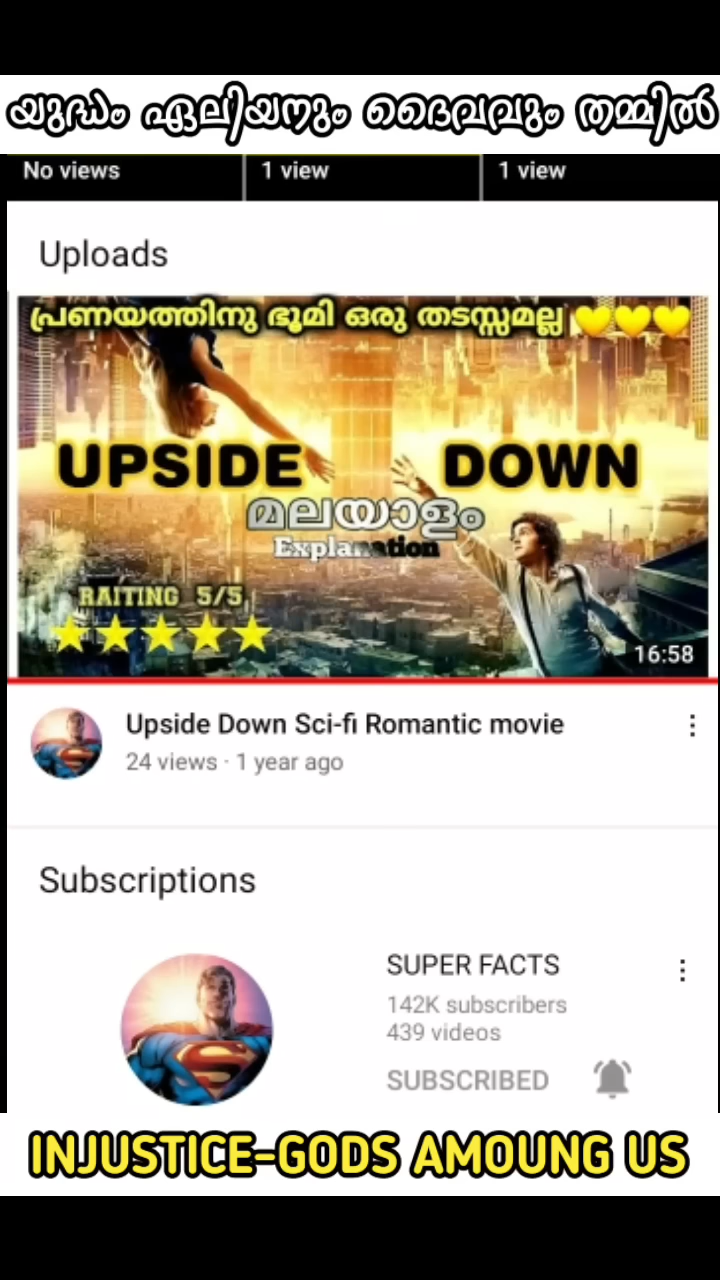 യുദ്ധം ഏലിയനും ദൈവവും തമ്മിൽ
No views 1 view 1 view
Uploads
പ്രണയത്തിനു ഭൂമി ഒരു തടസ്സമല്ല 💛💛💛
UPSIDE DOWN
മലയാളം
Explanation
RAITING 5/5
16:58
Upside Down Sci-fi Romantic movie
24 views · 1 year ago
Subscriptions
SUPER FACTS
142K subscribers
439 videos
SUBSCRIBED
INJUSTICE-GODS AMOUNG US